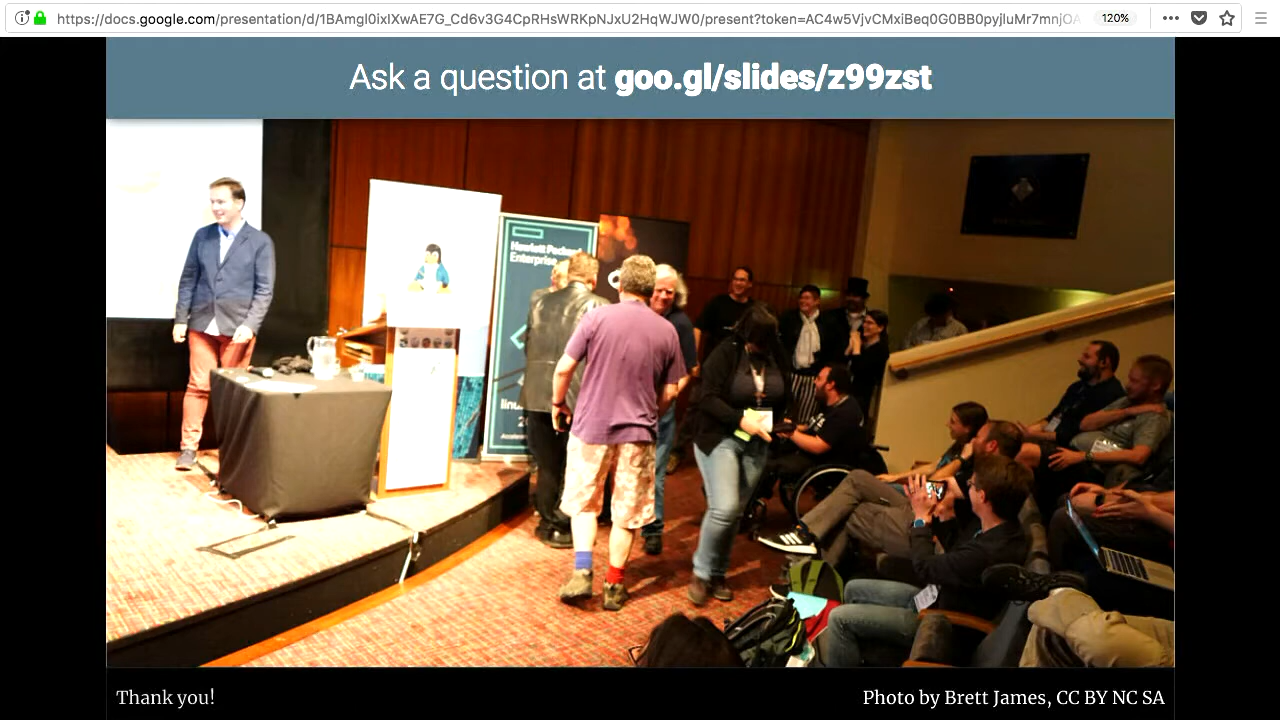 https://docs.google.com/presentation/d/1BAmgl0ixIXwAE7G_Cd6v3G4CpRHsWRKpNJxU2HqWJW0/present?token=AC4w5VjvCMxiBeq0G0BB0pyjluMr7mnjOA
120%
Ask a question at goo.gl/slides/z99zst
Hewlett Packard
Enterprise
Thank you!
Photo by Brett James, CC BY NC SA